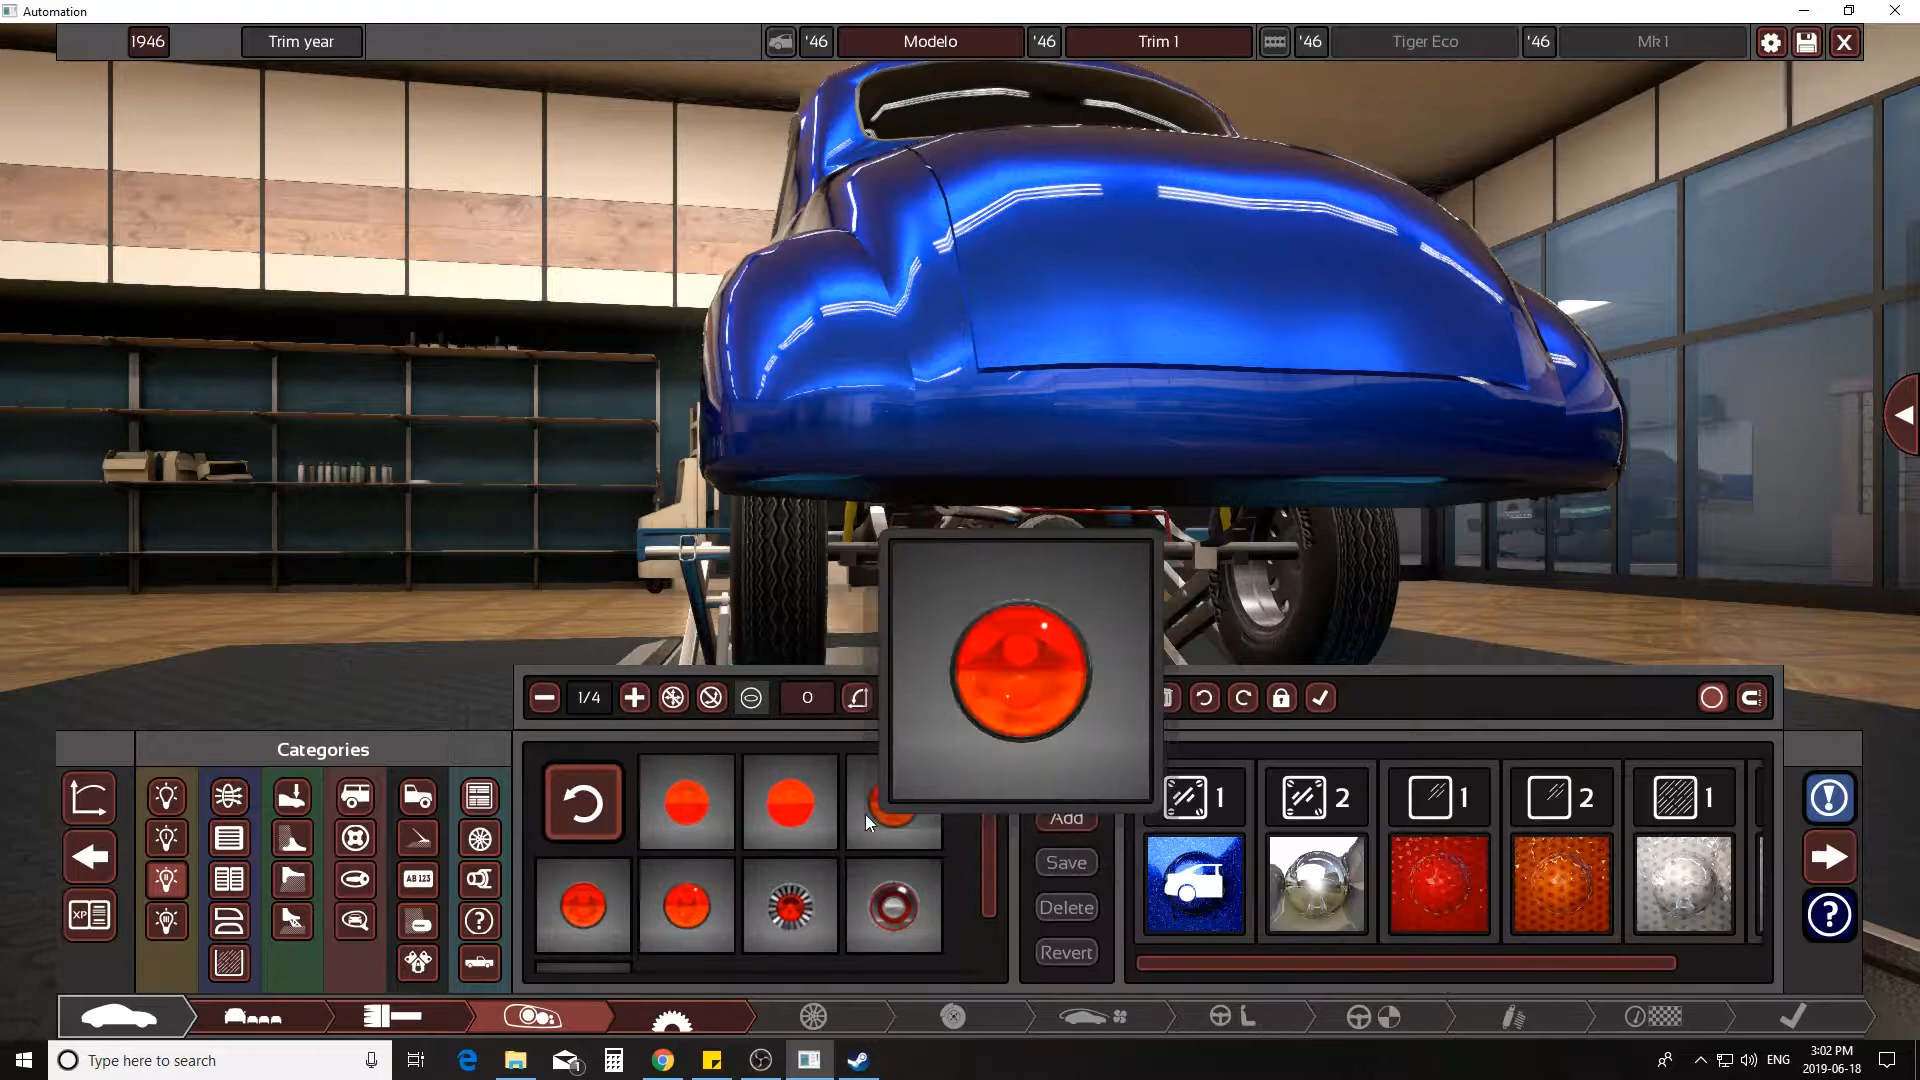 Automation
1946
Trim year
'46
Modelo
'46
Trim 1
'46
Tiger Eco
'46
Mk 1
1/4
0
Categories
XP
AB 123
Add
Save
Delete
Revert
1
2
1
2
1
Type here to search
1
ENG
3:02 PM
2019-06-18